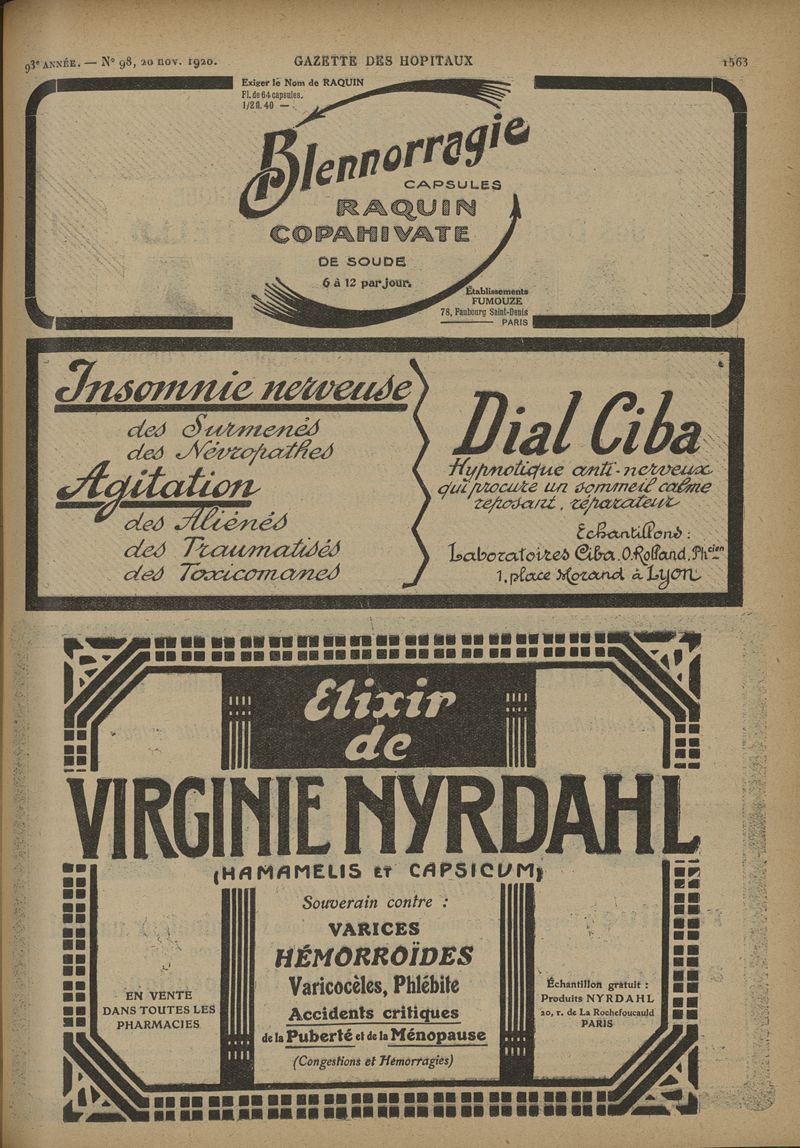 93e ANNÉE. — N° 98, 20 nov. 1920. GAZETTE DES HOPITAUX 1563
Exiger le Nom de RAQUIN
Fl. de 64 capsules.
1/2 fl. 40 —
Blennorragie
CAPSULES
RAQUIN
COPAHIVATE
DE SOUDE
6 à 12 par jour.
Établissements
FUMOUZE
78, Faubourg Saint-Denis
PARIS
Insomnie nerveuse
des Surmenés
des Névropathes
Agitation
des Aliénés
des Traumatisés
des Toxicomanes
Dial Ciba
Hypnotique anti-nerveux
qui procure un sommeil calme
reposant, réparateur
Echantillons :
Laboratoires Ciba. O. Rolland, Phcien
1, place Morand à Lyon
Elixir
de
VIRGINIE NYRDAHL
(HAMAMELIS ET CAPSICVM)
Souverain contre :
VARICES
HÉMORROÏDES
Varicocèles, Phlébite
Accidents critiques
de la Puberté et de la Ménopause
(Congestions et Hémorragies)
EN VENTE
DANS TOUTES LES
PHARMACIES
Échantillon gratuit :
Produits NYRDAHL
20, r. de La Rochefoucauld
PARIS